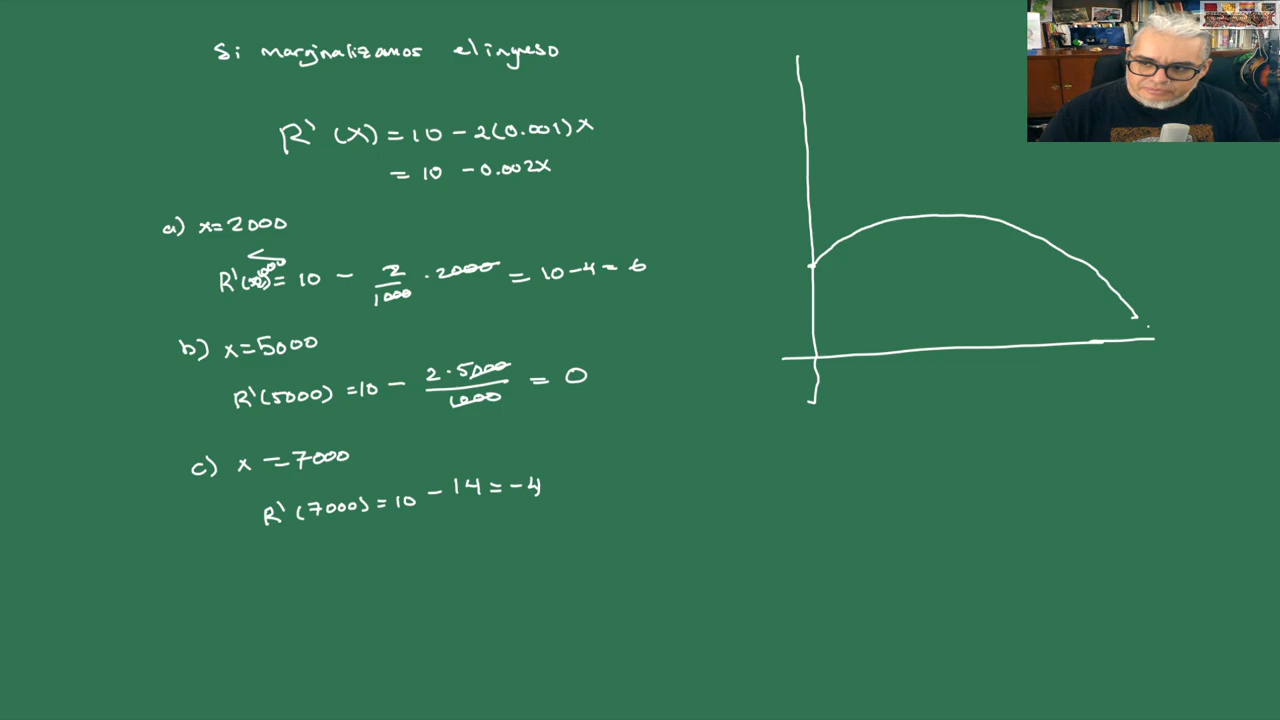 Si marginalizamos el ingreso
R'(x) = 10 - 2(0.001)x
= 10 - 0.002x
a) x=2000
R'( )= 10 - 2/1000 · 2000 = 10-4 = 6
b) x=5000
R'(5000) =10 - 2·5000/1000 = 0
c) x =7000
R'(7000) = 10 - 14 = -4